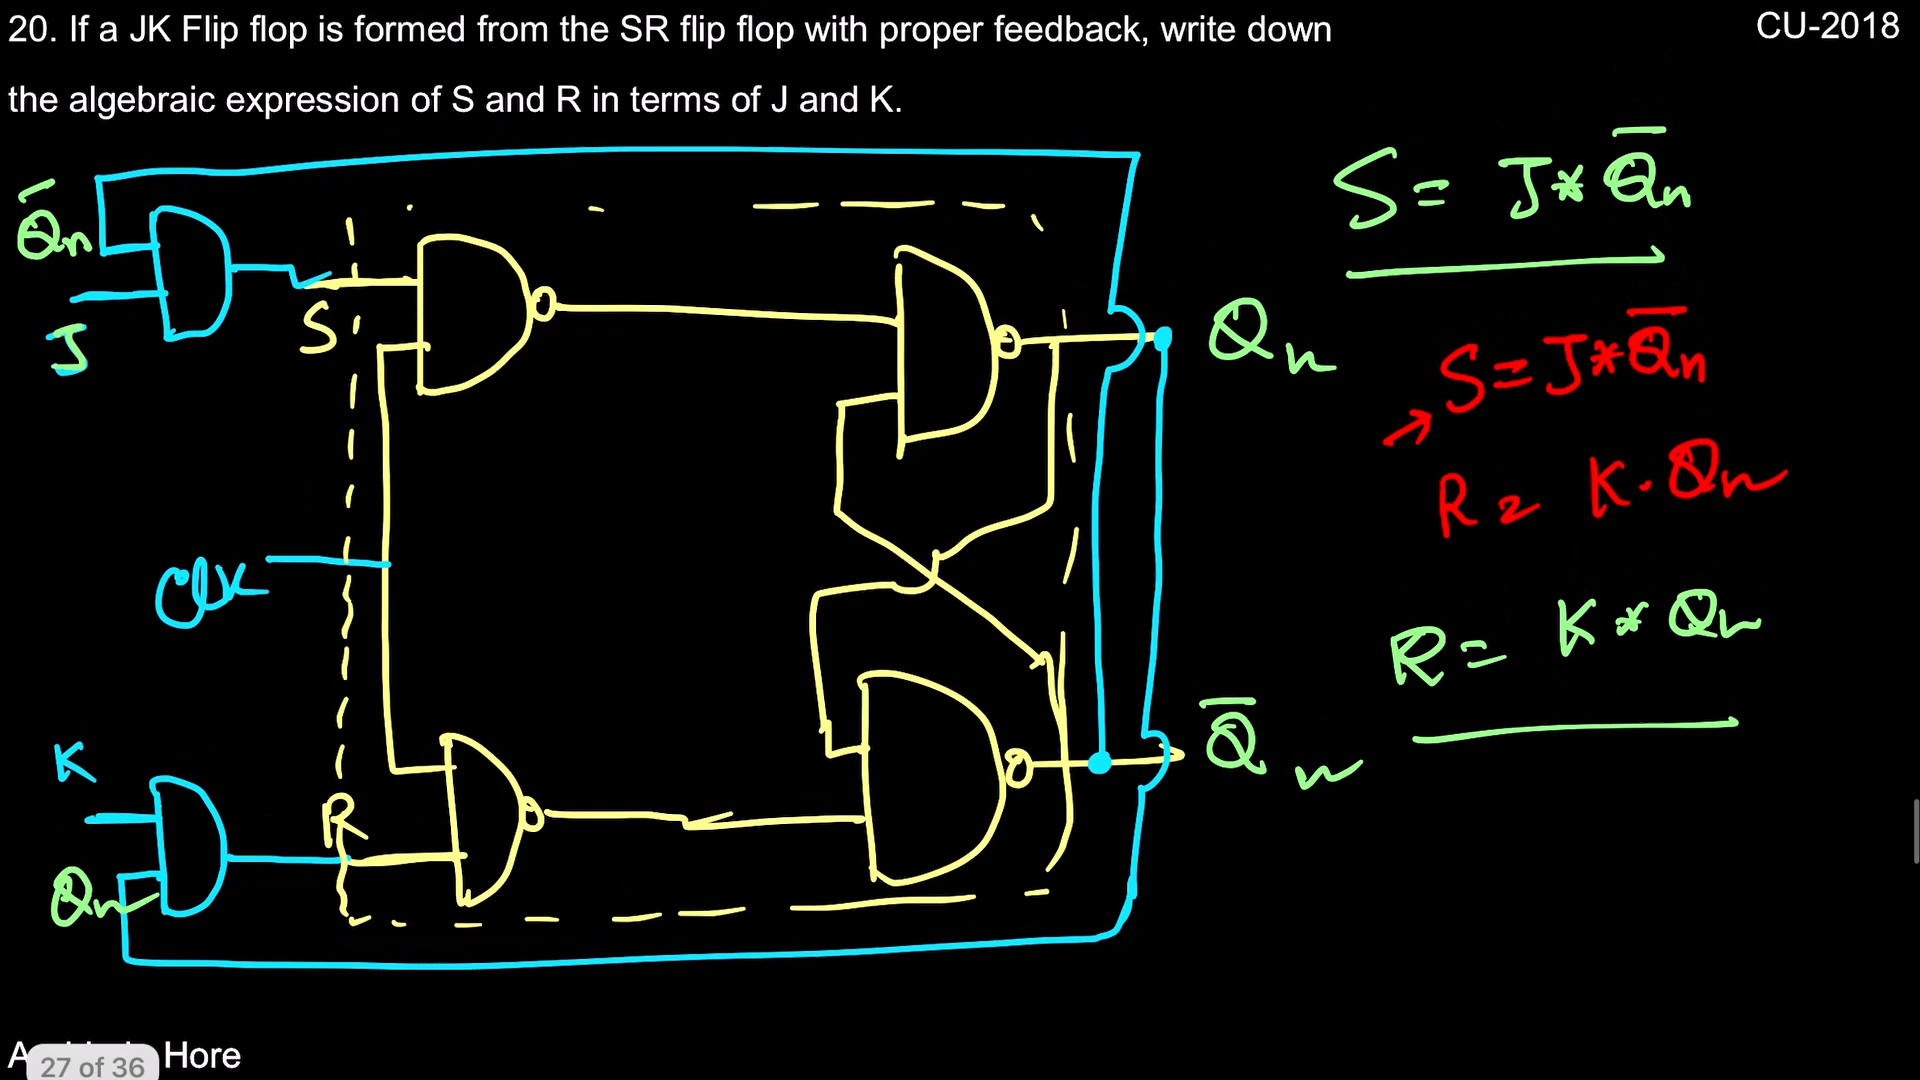 20. If a JK Flip flop is formed from the SR flip flop with proper feedback, write down
CU-2018
the algebraic expression of S and R in terms of J and K.
S = J * Q̅n
Q̅n
J
S
Qn
S = J * Q̅n
→
R = K . Qn
Clk
R = K * Qn
K
Q̅n
R
Qn
Hore
27 of 36